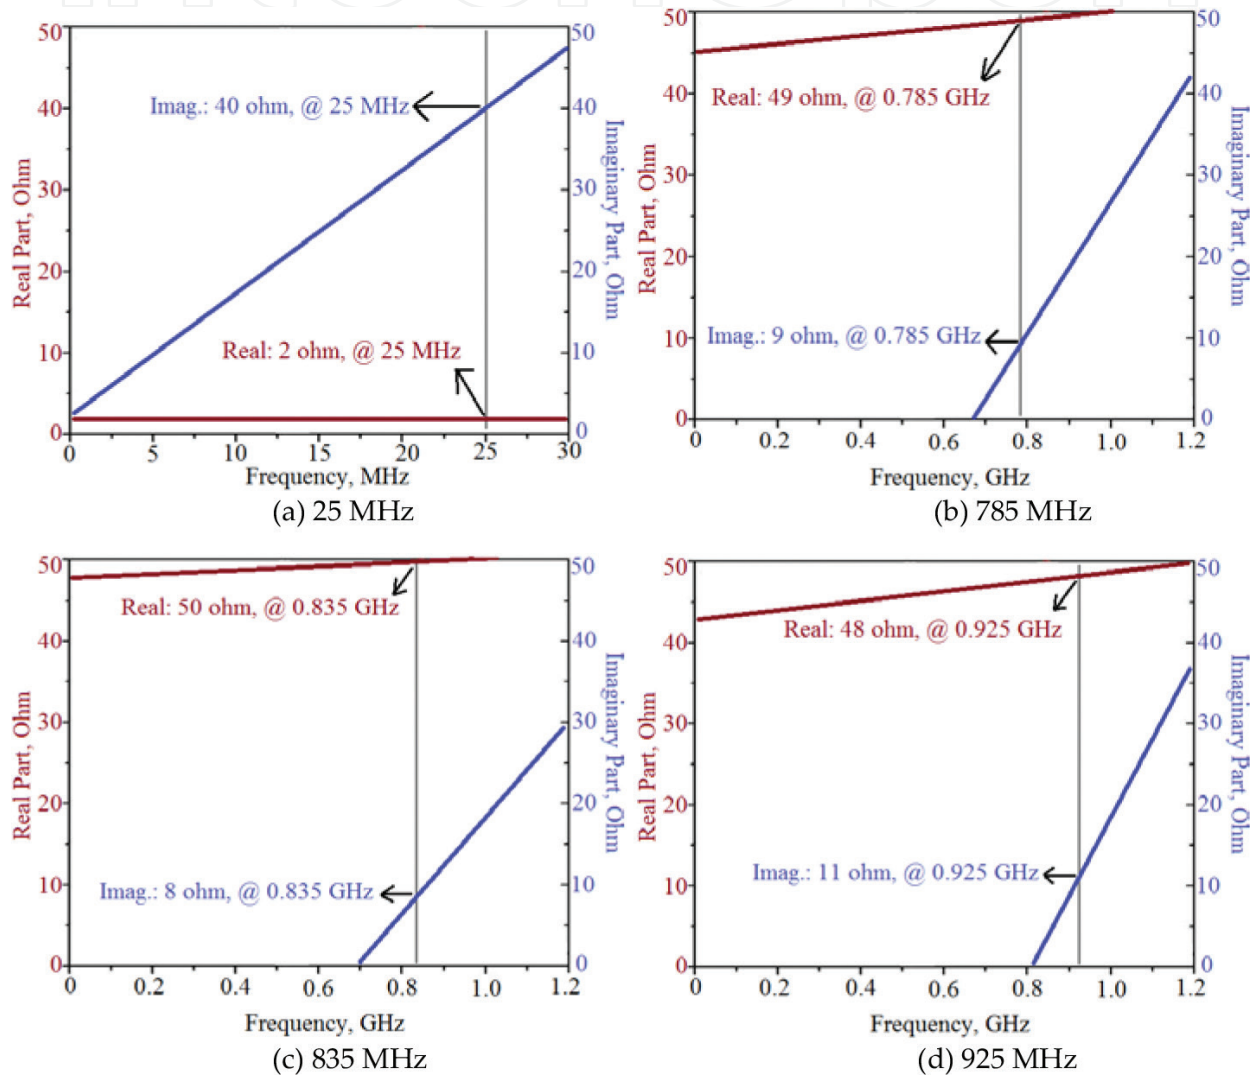 50
40
30
20
10
0
Real Part, Ohm
Imag.: 40 ohm, @ 25 MHz
Real: 2 ohm, @ 25 MHz
50
40
30
20
10
0
Imaginary Part, Ohm
0 5 10 15 20 25 30
Frequency, MHz
(a) 25 MHz
50
40
30
20
10
0
Real Part, Ohm
Real: 49 ohm, @ 0.785 GHz
Imag.: 9 ohm, @ 0.785 GHz
50
40
30
20
10
0
Imaginary Part, Ohm
0 0.2 0.4 0.6 0.8 1.0 1.2
Frequency, GHz
(b) 785 MHz
50
40
30
20
10
0
Real Part, Ohm
Real: 50 ohm, @ 0.835 GHz
Imag.: 8 ohm, @ 0.835 GHz
50
40
30
20
10
0
Imaginary Part, Ohm
0 0.2 0.4 0.6 0.8 1.0 1.2
Frequency, GHz
(c) 835 MHz
50
40
30
20
10
0
Real Part, Ohm
Real: 48 ohm, @ 0.925 GHz
Imag.: 11 ohm, @ 0.925 GHz
50
40
30
20
10
0
Imaginary Part, Ohm
0 0.2 0.4 0.6 0.8 1.0 1.2
Frequency, GHz
(d) 925 MHz